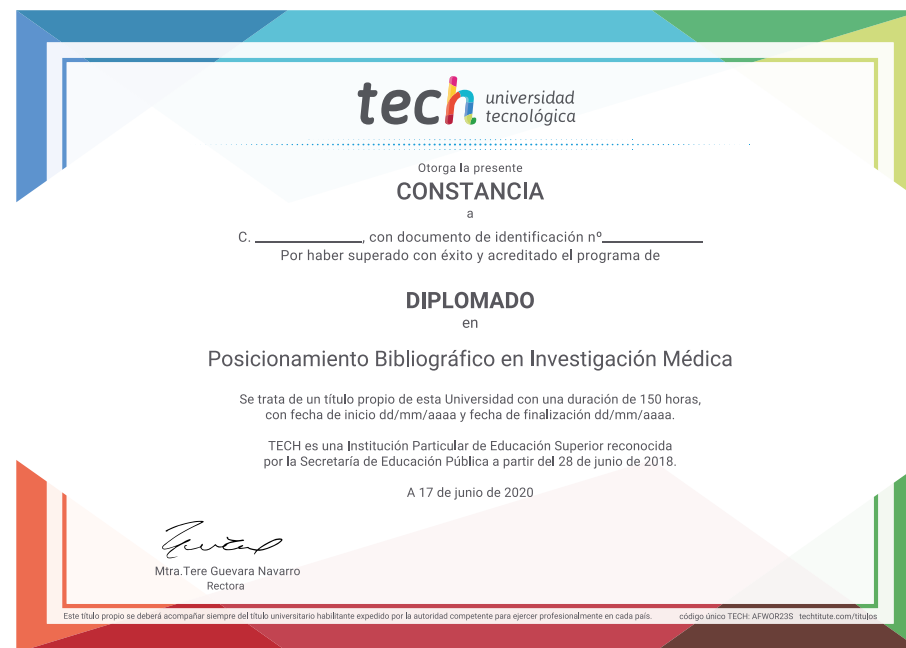 tech universidad
tecnológica
Otorga la presente
CONSTANCIA
a
C. ____________, con documento de identificación nº____________
Por haber superado con éxito y acreditado el programa de
DIPLOMADO
en
Posicionamiento Bibliográfico en Investigación Médica
Se trata de un título propio de esta Universidad con una duración de 150 horas,
con fecha de inicio dd/mm/aaaa y fecha de finalización dd/mm/aaaa.
TECH es una Institución Particular de Educación Superior reconocida
por la Secretaría de Educación Pública a partir del 28 de junio de 2018.
A 17 de junio de 2020
Mtra.Tere Guevara Navarro
Rectora
Este título propio se deberá acompañar siempre del título universitario habilitante expedido por la autoridad competente para ejercer profesionalmente en cada país. código único TECH: AFWOR23S techtitute.com/titulos